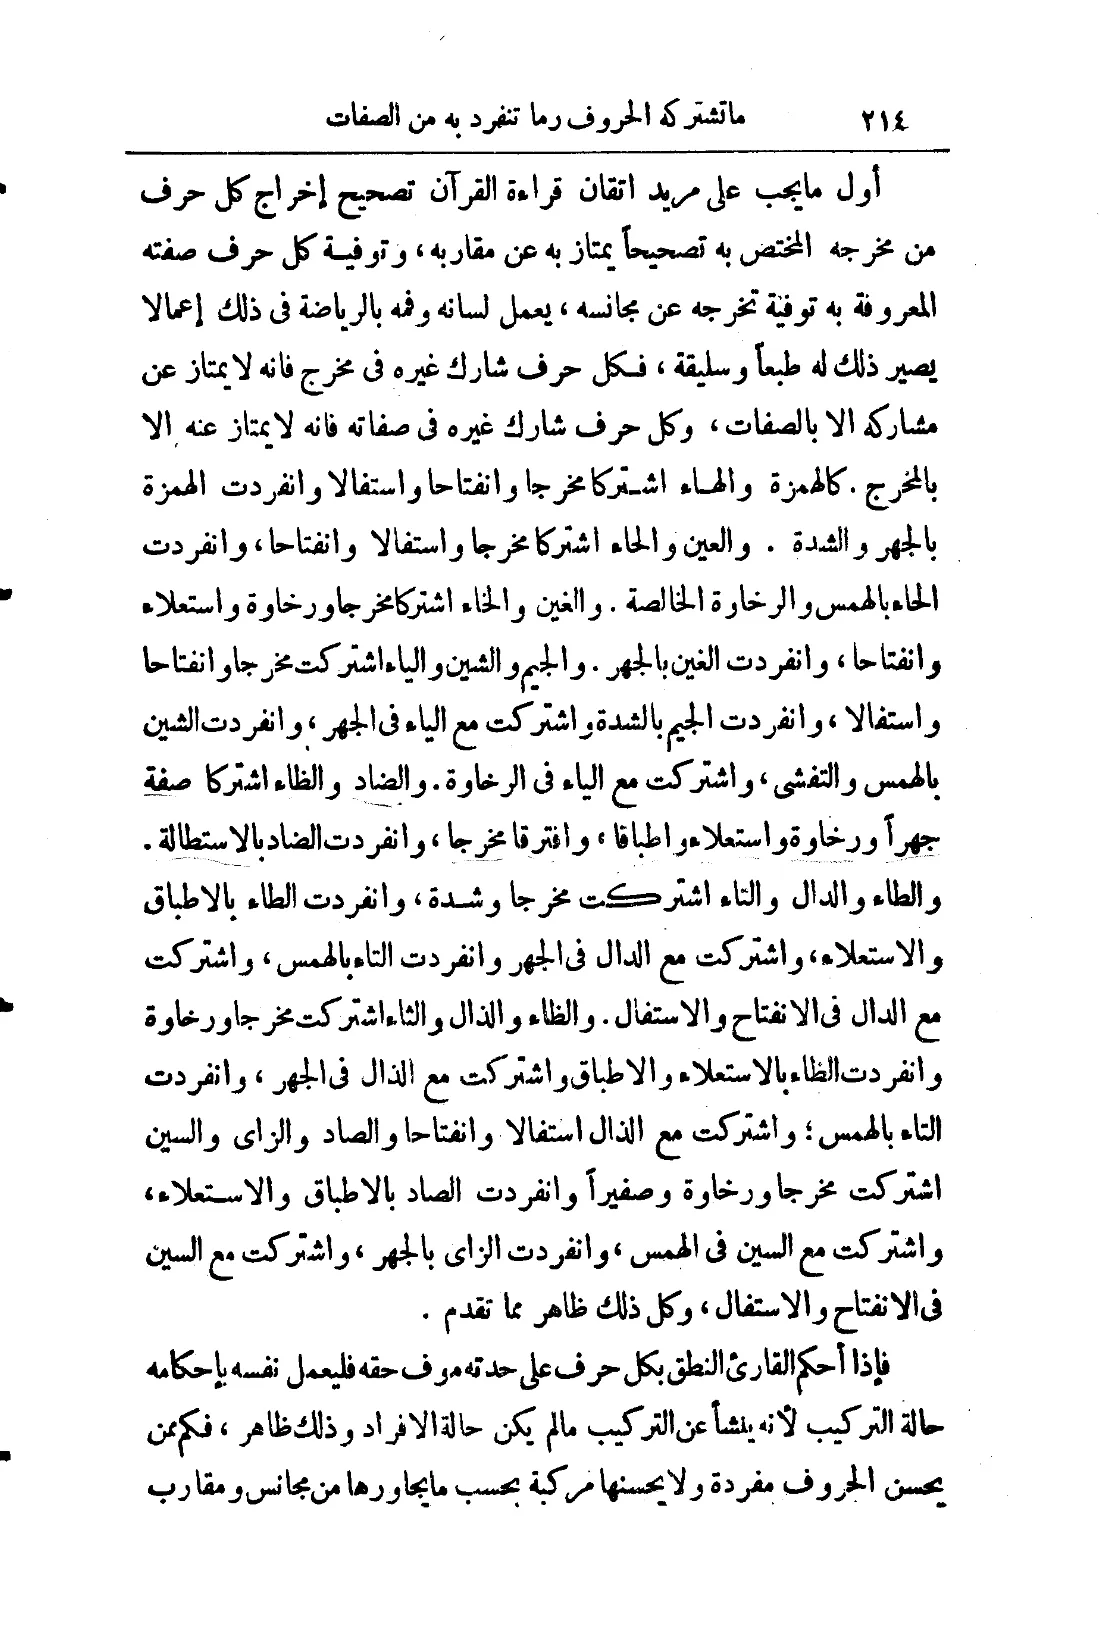 ٢١٤ ماتشتركه الحروف رما تنفرد به من الصفات
أول مايجب على مريد اتقان قراءة القرآن تصحيح إخراج كل حرف
من مخرجه المختص به تصحيحاً يمتاز به عن مقاربه، وتوفيـة كل حرف صفته
المعروفة به توفية تخرجه عن مجانسه، يعمل لسانه وفمه بالرياضة فى ذلك إعمالا
يصير ذلك له طبعاً وسليقة، فـكل حرف شارك غيره فى مخرج فانه لايمتاز عن
مشاركه الا بالصفات، وكل حرف شارك غيره فى صفاته فانه لايمتاز عنه الا
بالمخرج. كالهمزة والهاء اشتركا مخرجا وانفتاحا واستفالا وانفردت الهمزة
بالجهر والشدة. والعين والحاء اشتركا مخرجا واستفالا وانفتاحا، وانفردت
الحاء بالهمس والرخاوة الخالصة. والغين والخاء اشتركا مخرجا ورخاوة واستعلاء
وانفتاحا، وانفردت الغين بالجهر. والجيم والشين والياء اشتركت مخرجا وانفتاحا
واستفالا، وانفردت الجيم بالشدة واشتركت مع الياء فى الجهر، وانفردت الشين
بالهمس والتفشى، واشتركت مع الياء فى الرخاوة. والضاد والظاء اشتركا صفة
جهراً ورخاوة واستعلاء واطباقا، وافترقا مخرجا، وانفردت الضاد بالاستطالة.
والطاء والدال والتاء اشتركـت مخرجا وشـدة، وانفردت الطاء بالاطباق
والاستعلاء، واشتركت مع الدال فى الجهر وانفردت التاء بالهمس، واشتركت
مع الدال فى الانفتاح والاستفال. والظاء والذال والثاء اشتركت مخرجا ورخاوة
وانفردت الظاء بالاستعلاء والاطباق واشتركت مع الذال فى الجهر، وانفردت
الثاء بالهمس؛ واشتركت مع الذال استفالا وانفتاحا والصاد والزاى والسين
اشتركت مخرجا ورخاوة وصفيراً وانفردت الصاد بالاطباق والاسـتعلاء،
واشتركت مع السين فى الهمس، وانفردت الزاى بالجهر، واشتركت مع السين
فى الانفتاح والاستفال، وكل ذلك ظاهر مما تقدم.
فإذا أحكم القارئ النطق بكل حرف على حدته موف حقه فليعمل نفسه بإحكامه
حالة التركيب لأنه ينشأ عن التركيب مالم يكن حالة الافراد وذلك ظاهر، فكم ممن
يحسن الحروف مفردة ولا يحسنها مركبة بحسب مايجاورها من مجانس ومقارب